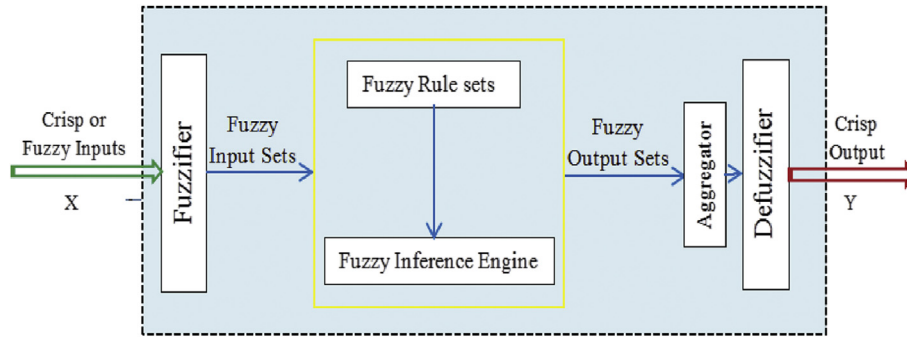 Crisp or
Fuzzy Inputs
X
Fuzzifier
Fuzzy
Input Sets
Fuzzy Rule sets
Fuzzy Inference Engine
Fuzzy
Output Sets
Aggregator
Defuzzifier
Crisp
Output
Y